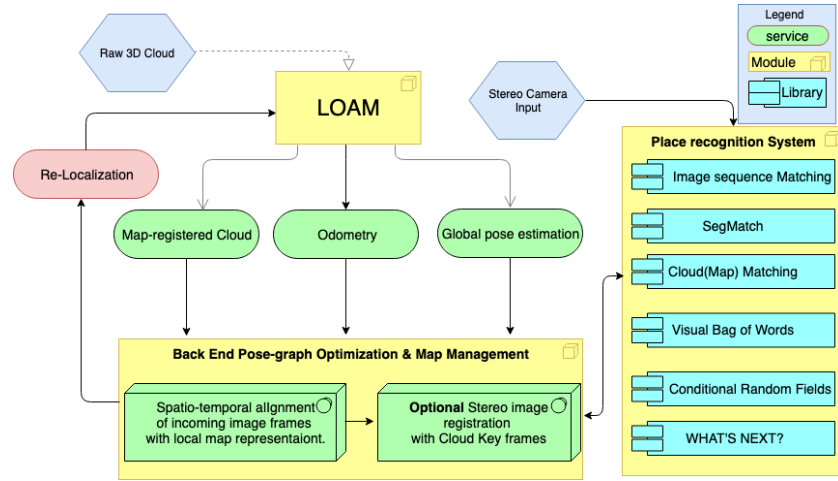 Legend
service
Module
Library
Raw 3D Cloud
LOAM
Stereo Camera
Input
Place recognition System
Image sequence Matching
SegMatch
Cloud(Map) Matching
Visual Bag of Words
Conditional Random Fields
WHAT'S NEXT?
Re-Localization
Map-registered Cloud
Odometry
Global pose estimation
Back End Pose-graph Optimization & Map Management
Spatio-temporal allgnment
of incoming image frames
with local map representaiont.
Optional Stereo image
registration
with Cloud Key frames